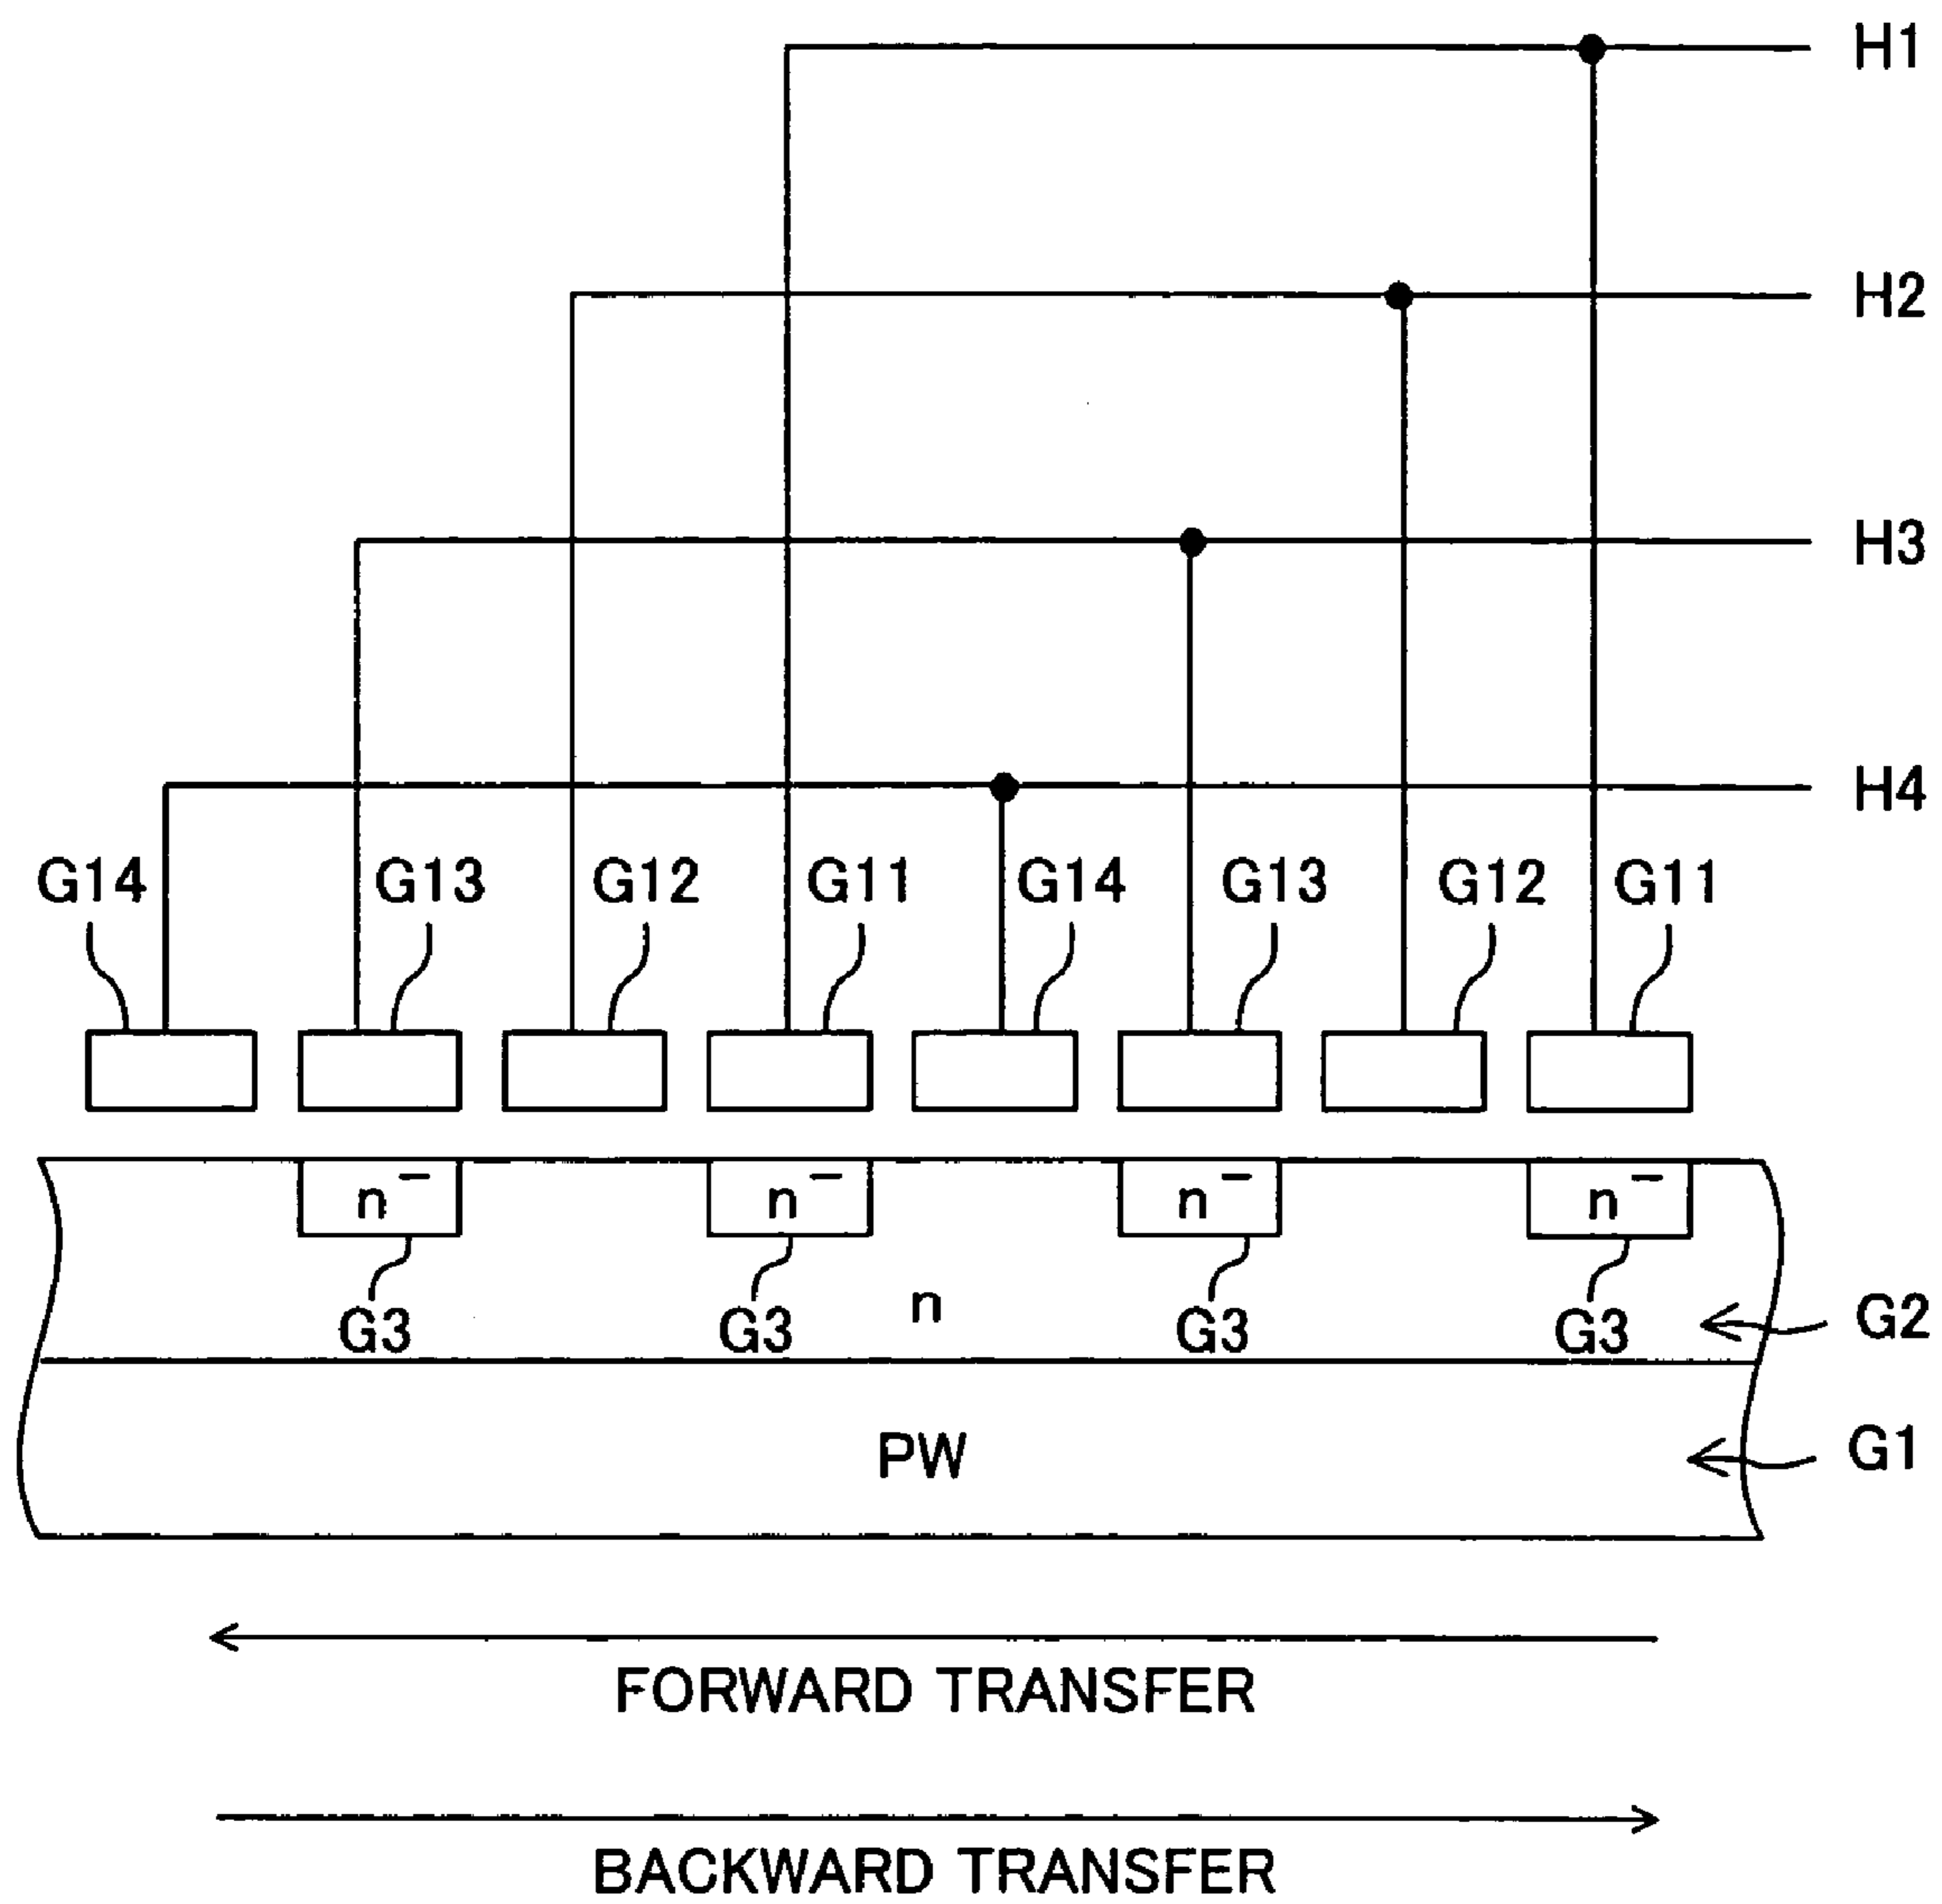 H1
H2
H3
H4
G14 G13 G12 G11 G14 G13 G12 G11
n⁻ n⁻ n⁻ n⁻
G3 G3 n G3 G3 G2
PW G1
FORWARD TRANSFER
BACKWARD TRANSFER